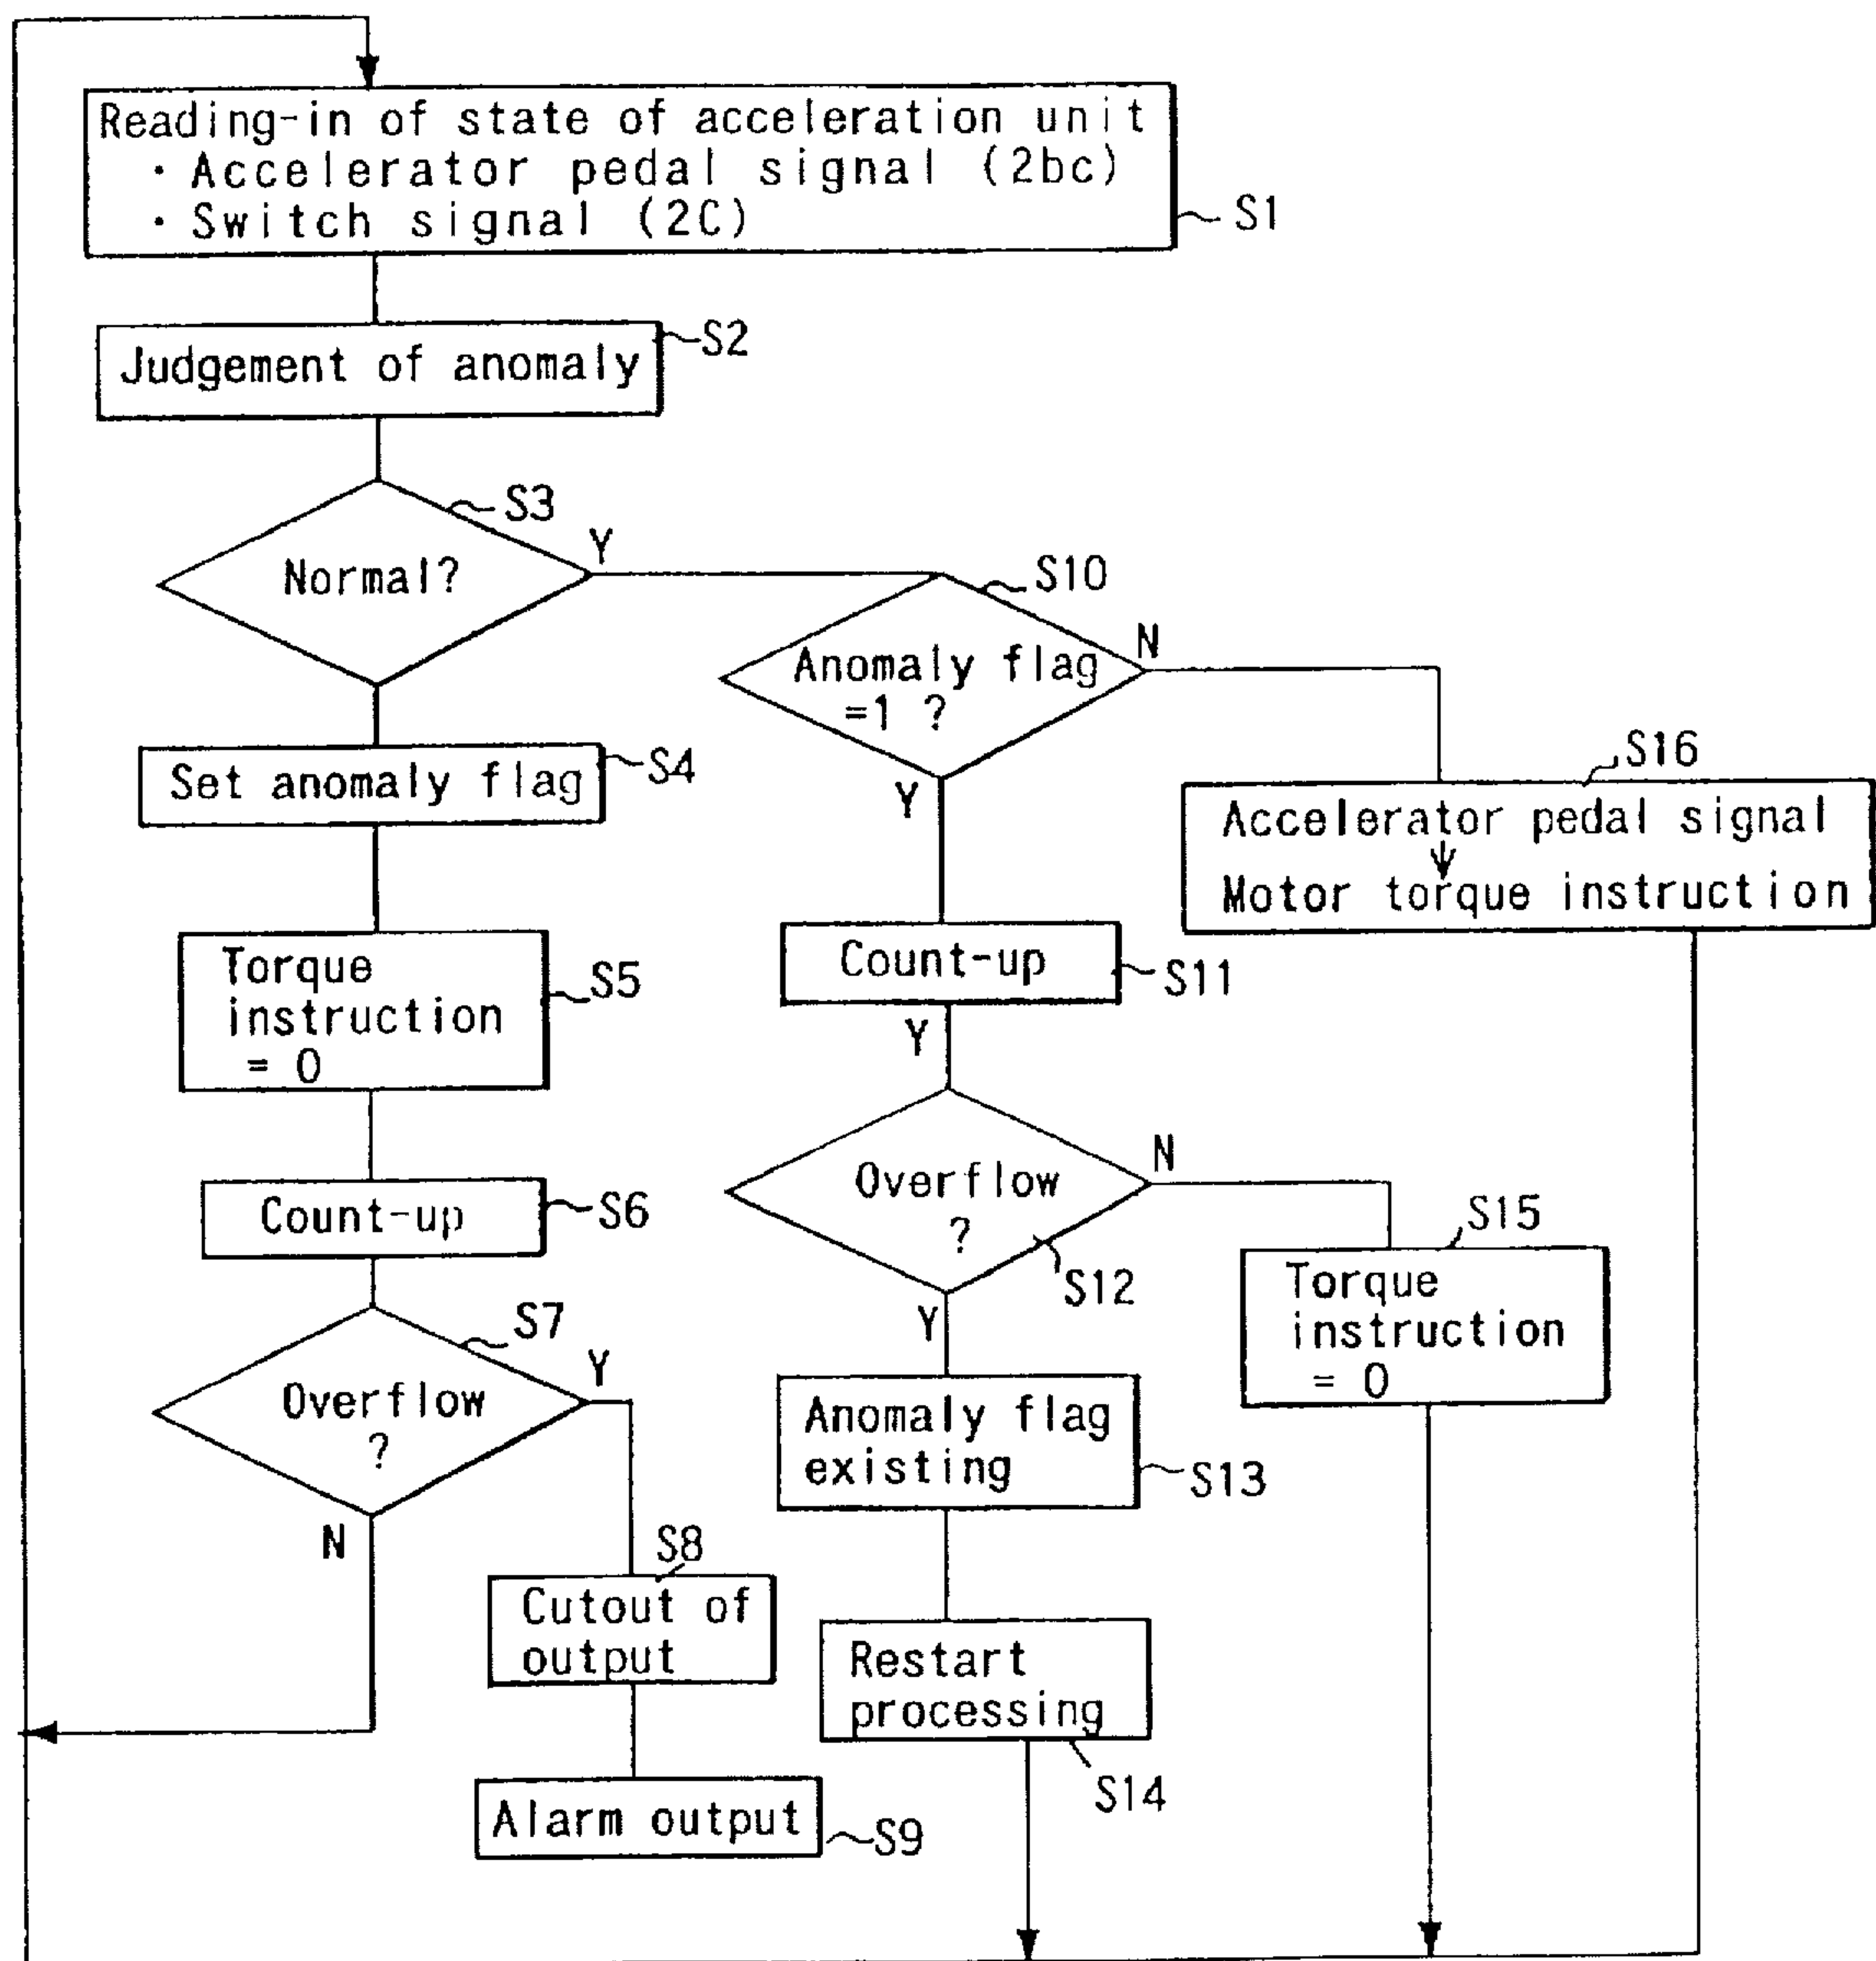 Reading-in of state of acceleration unit
・Accelerator pedal signal (2bc)
・Switch signal (2C)
S1
Judgement of anomaly
S2
S3
Normal?
Y
S10
Anomaly flag
=1 ?
N
Y
Set anomaly flag
S4
S16
Accelerator pedal signal
↓
Motor torque instruction
Torque
instruction
= 0
S5
Count-up
S11
Y
Count-up
S6
Overflow
?
N
S12
Y
S15
Torque
instruction
= 0
S7
Overflow
?
Y
N
Anomaly flag
existing
S13
S8
Cutout of
output
Restart
processing
S14
Alarm output
S9